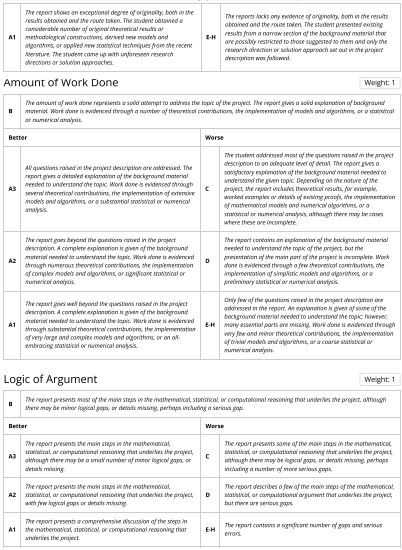 A1
The report shows an exceptional degree of originality, both in the
results obtained and the route taken. The student obtained a
considerable number of original theoretical results or
methodological constructions, derived new models and
algorithms, or applied new statistical techniques from the recent
literature. The student came up with unforeseen research
directions or solution approaches.
E-H
The reports lacks any evidence of originality, both in the results
obtained and the route taken. The student presented existing
results from a narrow section of the background material that
are possibly restricted to those suggested to them and only the
research direction or solution approach set out in the project
description was followed.
Amount of Work Done
Weight: 1
B
The amount of work done represents a solid attempt to address the topic of the project. The report gives a solid explanation of background
material. Work done is evidenced through a number of theoretical contributions, the implementation of models and algorithms, or a statistical
or numerical analysis.
Better
Worse
A3
All questions raised in the project description are addressed. The
report gives a detailed explanation of the background material
needed to understand the topic. Work done is evidenced through
several theoretical contributions, the implementation of extensive
models and algorithms, or a substantial statistical or numerical
analysis.
C
The student addressed most of the questions raised in the project
description to an adequate level of detail. The report gives a
satisfactory explanation of the background material needed to
understand the given topic. Depending on the nature of the
project, the report includes theoretical results, for example,
worked examples or details of existing proofs, the implementation
of mathematical models and numerical algorithms, or a
statistical or numerical analysis, although there may be cases
where these are incomplete.
A2
The report goes beyond the questions raised in the project
description. A complete explanation is given of the background
material needed to understand the topic. Work done is evidenced
through numerous theoretical contributions, the implementation
of complex models and algorithms, or significant statistical or
numerical analysis.
D
The report contains an explanation of the background material
needed to understand the topic of the project, but the
presentation of the main part of the project is incomplete. Work
done is evidenced through a few theoretical contributions, the
implementation of simplistic models and algorithms, or a
preliminary statistical or numerical analysis.
A1
The report goes well beyond the questions raised in the project
description. A complete explanation is given of the background
material needed to understand the topic. Work done is evidenced
through substantial theoretical contributions, the implementation
of very large and complex models and algorithms, or an all-
embracing statistical or numerical analysis.
E-H
Only few of the questions raised in the project description are
addressed in the report. An explanation is given of some of the
background material needed to understand the topic; however,
many essential parts are missing. Work done is evidenced through
very few and minor theoretical contributions, the implementation
of trivial models and algorithms, or a coarse statistical or
numerical analysis.
Logic of Argument
Weight: 1
B
The report presents most of the main steps in the mathematical, statistical, or computational reasoning that underlies the project, although
there may be minor logical gaps, or details missing, perhaps including a serious gap.
Better
Worse
A3
The report presents the main steps in the mathematical,
statistical, or computational reasoning that underlies the project,
although there may be a small number of minor logical gaps, or
details missing.
C
The report presents some of the main steps in the mathematical,
statistical, or computational reasoning that underlies the project,
although there may be logical gaps, or details missing, perhaps
including a number of more serious gaps.
A2
The report presents the main steps in the mathematical,
statistical, or computational reasoning that underlies the project,
with few logical gaps or details missing.
D
The report describes a few of the main steps of the mathematical,
statistical, or computational argument that underlies the project,
but there are serious gaps.
A1
The report presents a comprehensive discussion of the steps in
the mathematical, statistical, or computational reasoning that
underlies the project.
E-H
The report contains a significant number of gaps and serious
errors.